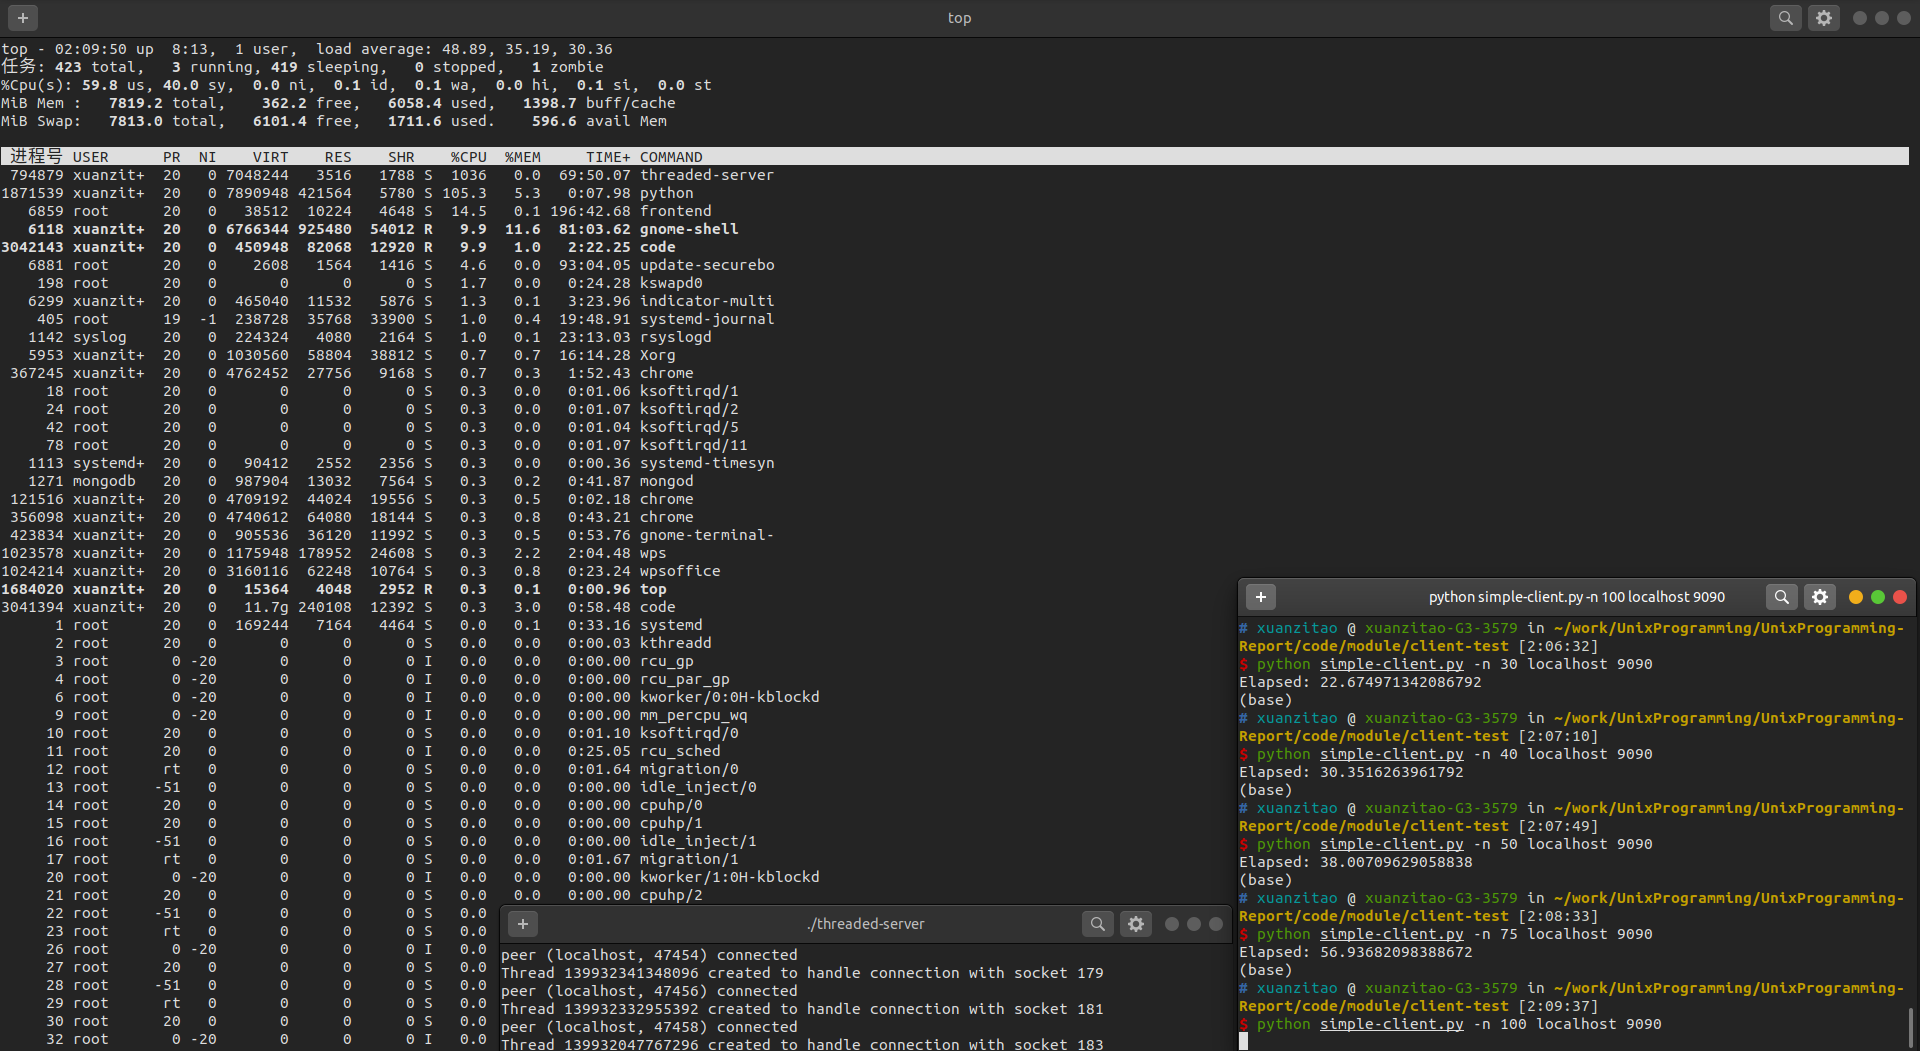 top
top - 02:09:50 up  8:13,  1 user,  load average: 48.89, 35.19, 30.36
任务: 423 total,   3 running, 419 sleeping,   0 stopped,   1 zombie
%Cpu(s): 59.8 us, 40.0 sy,  0.0 ni,  0.1 id,  0.1 wa,  0.0 hi,  0.1 si,  0.0 st
MiB Mem :   7819.2 total,    362.2 free,   6058.4 used,   1398.7 buff/cache
MiB Swap:   7813.0 total,   6101.4 free,   1711.6 used.    596.6 avail Mem
进程号 USER      PR  NI    VIRT    RES    SHR    %CPU  %MEM     TIME+ COMMAND
794879 xuanzit+  20   0 7048244   3516   1788 S  1036   0.0  69:50.07 threaded-server
1871539 xuanzit+  20   0 7890948 421564   5780 S 105.3   5.3   0:07.98 python
6859 root      20   0   38512  10224   4648 S  14.5   0.1 196:42.68 frontend
6118 xuanzit+  20   0 6766344 925480  54012 R   9.9  11.6  81:03.62 gnome-shell
3042143 xuanzit+  20   0  450948  82068  12920 R   9.9   1.0   2:22.25 code
6881 root      20   0    2608   1564   1416 S   4.6   0.0  93:04.05 update-securebo
198 root      20   0       0      0      0 S   1.7   0.0   0:24.28 kswapd0
6299 xuanzit+  20   0  465040  11532   5876 S   1.3   0.1   3:23.96 indicator-multi
405 root      19  -1  238728  35768  33900 S   1.0   0.4  19:48.91 systemd-journal
1142 syslog    20   0  224324   4080   2164 S   1.0   0.1  23:13.03 rsyslogd
5953 xuanzit+  20   0 1030560  58804  38812 S   0.7   0.7  16:14.28 Xorg
367245 xuanzit+  20   0 4762452  27756   9168 S   0.7   0.3   1:52.43 chrome
18 root      20   0       0      0      0 S   0.3   0.0   0:01.06 ksoftirqd/1
24 root      20   0       0      0      0 S   0.3   0.0   0:01.07 ksoftirqd/2
42 root      20   0       0      0      0 S   0.3   0.0   0:01.04 ksoftirqd/5
78 root      20   0       0      0      0 S   0.3   0.0   0:01.07 ksoftirqd/11
1113 systemd+  20   0   90412   2552   2356 S   0.3   0.0   0:00.36 systemd-timesyn
1271 mongodb   20   0  987904  13032   7564 S   0.3   0.2   0:41.87 mongod
121516 xuanzit+  20   0 4709192  44024  19556 S   0.3   0.5   0:02.18 chrome
356098 xuanzit+  20   0 4740612  64080  18144 S   0.3   0.8   0:43.21 chrome
423834 xuanzit+  20   0  905536  36120  11992 S   0.3   0.5   0:53.76 gnome-terminal-
1023578 xuanzit+  20   0 1175948 178952  24608 S   0.3   2.2   2:04.48 wps
1024214 xuanzit+  20   0 3160116  62248  10764 S   0.3   0.8   0:23.24 wpsoffice
1684020 xuanzit+  20   0   15364   4048   2952 R   0.3   0.1   0:00.96 top
3041394 xuanzit+  20   0   11.7g 240108  12392 S   0.3   3.0   0:58.48 code
1 root      20   0  169244   7164   4464 S   0.0   0.1   0:33.16 systemd
2 root      20   0       0      0      0 S   0.0   0.0   0:00.03 kthreadd
3 root       0 -20       0      0      0 I   0.0   0.0   0:00.00 rcu_gp
4 root       0 -20       0      0      0 I   0.0   0.0   0:00.00 rcu_par_gp
6 root       0 -20       0      0      0 I   0.0   0.0   0:00.00 kworker/0:0H-kblockd
9 root       0 -20       0      0      0 I   0.0   0.0   0:00.00 mm_percpu_wq
10 root      20   0       0      0      0 S   0.0   0.0   0:01.10 ksoftirqd/0
11 root      20   0       0      0      0 I   0.0   0.0   0:25.05 rcu_sched
12 root      rt   0       0      0      0 S   0.0   0.0   0:01.64 migration/0
13 root     -51   0       0      0      0 S   0.0   0.0   0:00.00 idle_inject/0
14 root      20   0       0      0      0 S   0.0   0.0   0:00.00 cpuhp/0
15 root      20   0       0      0      0 S   0.0   0.0   0:00.00 cpuhp/1
16 root     -51   0       0      0      0 S   0.0   0.0   0:00.00 idle_inject/1
17 root      rt   0       0      0      0 S   0.0   0.0   0:01.67 migration/1
20 root       0 -20       0      0      0 I   0.0   0.0   0:00.00 kworker/1:0H-kblockd
21 root      20   0       0      0      0 S   0.0   0.0   0:00.00 cpuhp/2
22 root     -51   0       0      0      0 S   0.0
23 root      rt   0       0      0      0 S   0.0
26 root       0 -20       0      0      0 I   0.0
27 root      20   0       0      0      0 S   0.0
28 root     -51   0       0      0      0 S   0.0
29 root      rt   0       0      0      0 S   0.0
30 root      20   0       0      0      0 S   0.0
32 root       0 -20       0      0      0 I   0.0
./threaded-server
peer (localhost, 47454) connected
Thread 139932341348096 created to handle connection with socket 179
peer (localhost, 47456) connected
Thread 139932332955392 created to handle connection with socket 181
peer (localhost, 47458) connected
Thread 139932047767296 created to handle connection with socket 183
python simple-client.py -n 100 localhost 9090
# xuanzitao @ xuanzitao-G3-3579 in ~/work/UnixProgramming/UnixProgramming-
Report/code/module/client-test [2:06:32]
$ python simple-client.py -n 30 localhost 9090
Elapsed: 22.674971342086792
(base)
# xuanzitao @ xuanzitao-G3-3579 in ~/work/UnixProgramming/UnixProgramming-
Report/code/module/client-test [2:07:10]
$ python simple-client.py -n 40 localhost 9090
Elapsed: 30.3516263961792
(base)
# xuanzitao @ xuanzitao-G3-3579 in ~/work/UnixProgramming/UnixProgramming-
Report/code/module/client-test [2:07:49]
$ python simple-client.py -n 50 localhost 9090
Elapsed: 38.00709629058838
(base)
# xuanzitao @ xuanzitao-G3-3579 in ~/work/UnixProgramming/UnixProgramming-
Report/code/module/client-test [2:08:33]
$ python simple-client.py -n 75 localhost 9090
Elapsed: 56.93682098388672
(base)
# xuanzitao @ xuanzitao-G3-3579 in ~/work/UnixProgramming/UnixProgramming-
Report/code/module/client-test [2:09:37]
$ python simple-client.py -n 100 localhost 9090